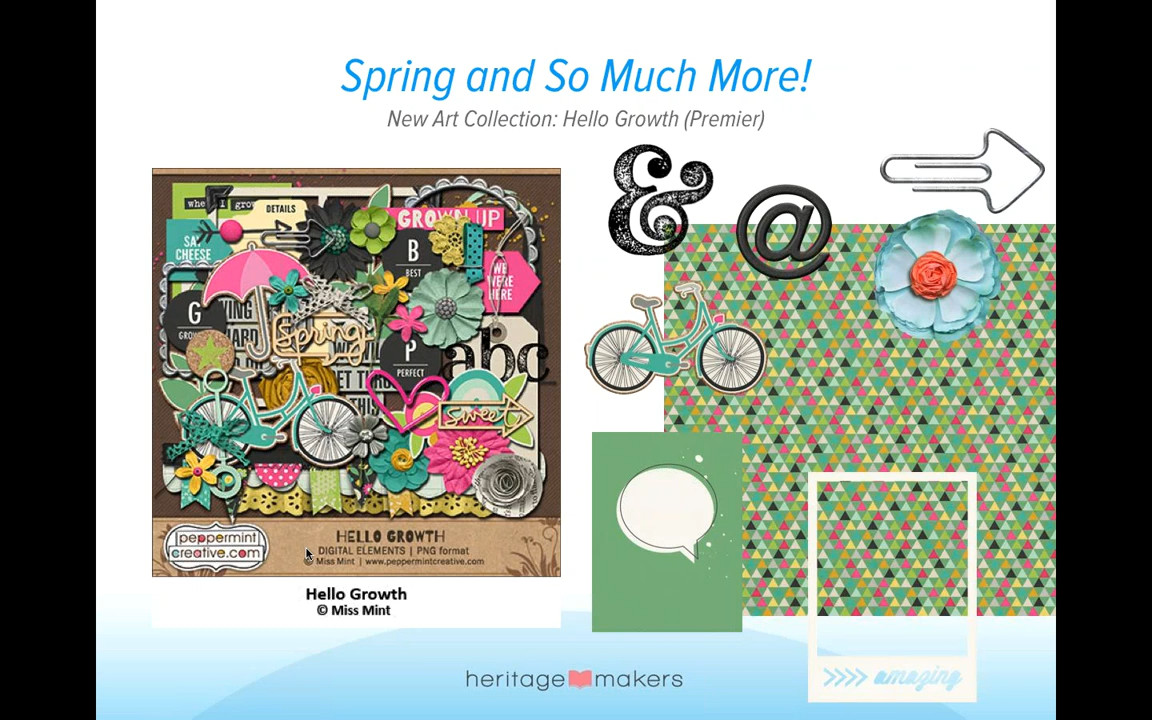 Spring and So Much More!
New Art Collection: Hello Growth (Premier)
&
@
DETAILS
GROWN UP
SAY
CHEESE
B
BEST
WE
WERE
HERE
G
Spring
P
PERFECT
abc
THIS
sweet
peppermint
creative.com
HELLO GROWTH
DIGITAL ELEMENTS | PNG format
© Miss Mint | www.peppermintcreative.com
Hello Growth
© Miss Mint
>>>> amazing
heritage makers